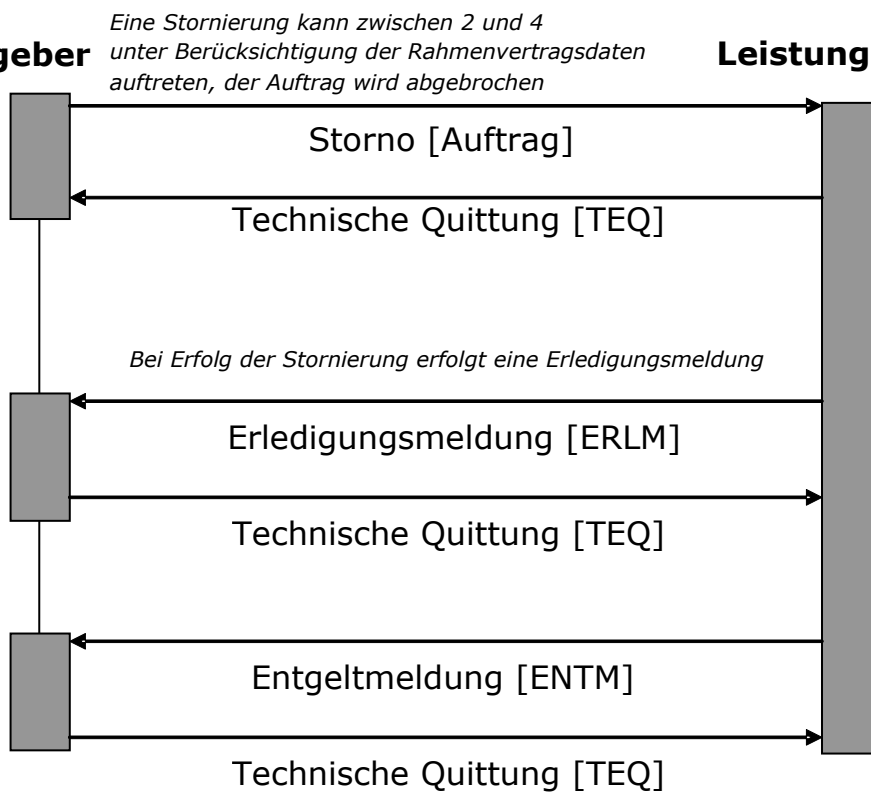 Eine Stornierung kann zwischen 2 und 4
geber unter Berücksichtigung der Rahmenvertragsdaten Leistung
auftreten, der Auftrag wird abgebrochen
Storno [Auftrag]
Technische Quittung [TEQ]
Bei Erfolg der Stornierung erfolgt eine Erledigungsmeldung
Erledigungsmeldung [ERLM]
Technische Quittung [TEQ]
Entgeltmeldung [ENTM]
Technische Quittung [TEQ]